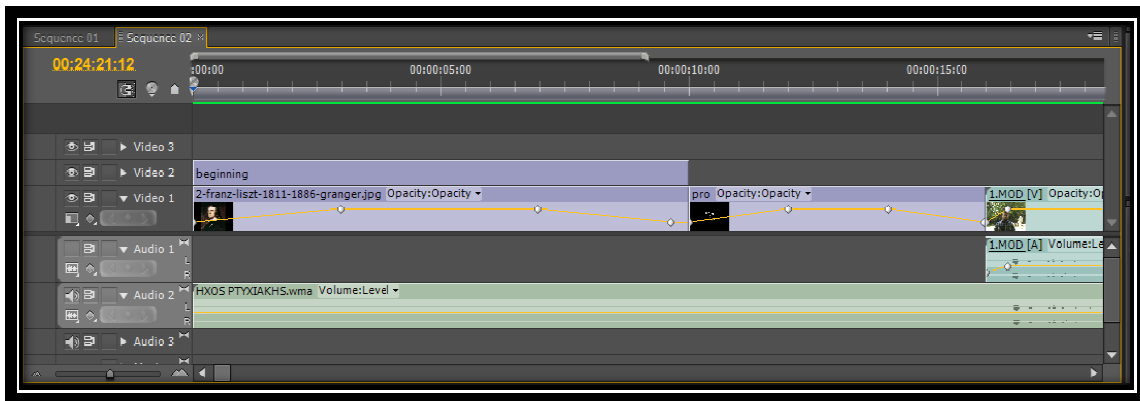 Sequence 01 Sequence 02 ×
00:24:21:12
:00:00 00:00:05:00 00:00:10:00 00:00:15:00
Video 3
Video 2 beginning
Video 1 2-franz-liszt-1811-1886-granger.jpg Opacity:Opacity pro Opacity:Opacity 1.MOD [V] Opacity:Op
Audio 1 1.MOD [A] Volume:Le
L
R
Audio 2 HXOS PTYXIAKHS.wma Volume:Level
L
R
Audio 3